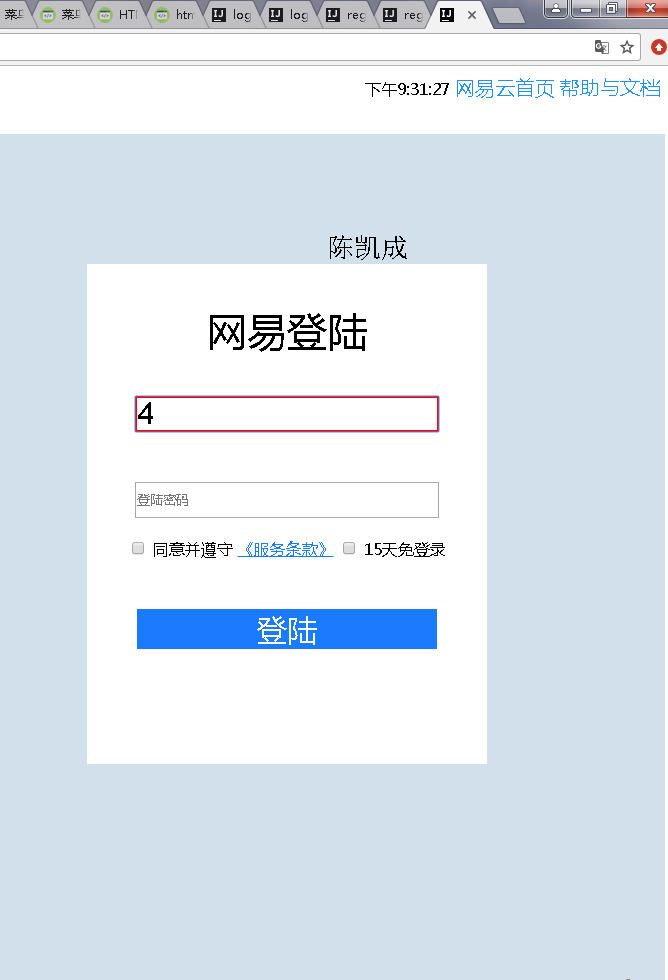 菜 菜 HTI htm log log reg reg
下午9:31:27 网易云首页 帮助与文档
陈凯成
网易登陆
4
登陆密码
同意并遵守 《服务条款》 15天免登录
登陆